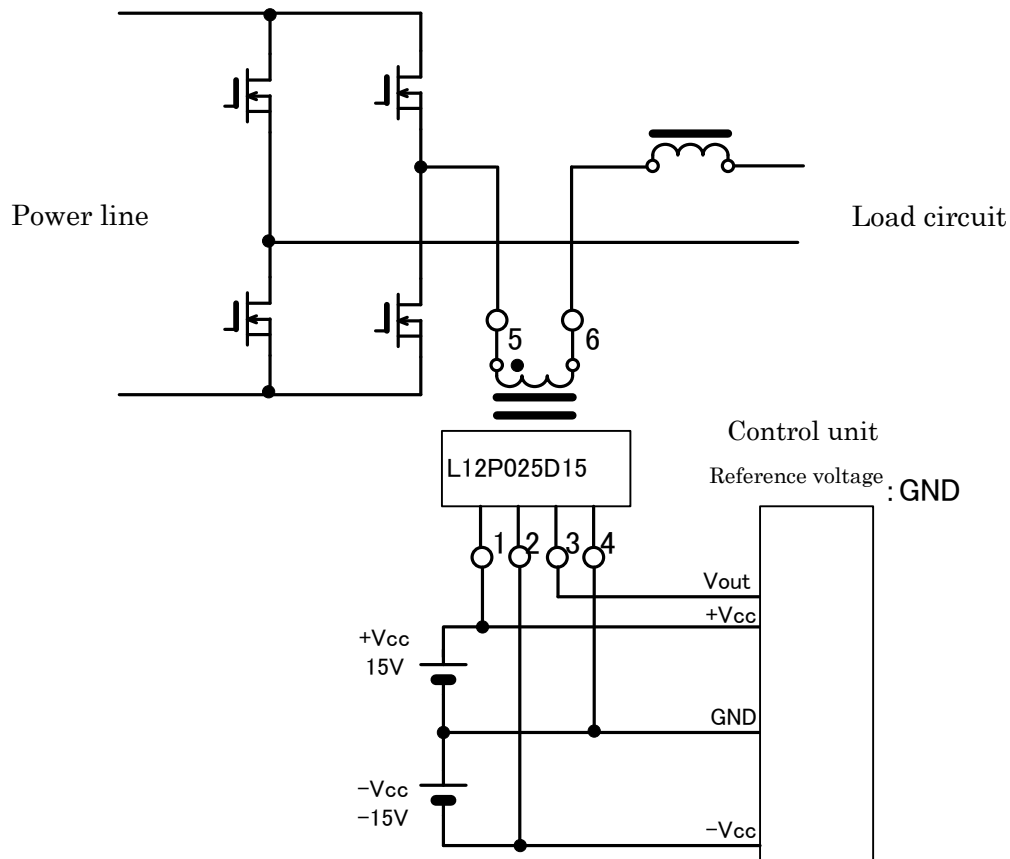 Power line
Load circuit
5
6
Control unit
L12P025D15
Reference voltage
: GND
1
2
3
4
Vout
+Vcc
+Vcc
15V
GND
−Vcc
−15V
−Vcc